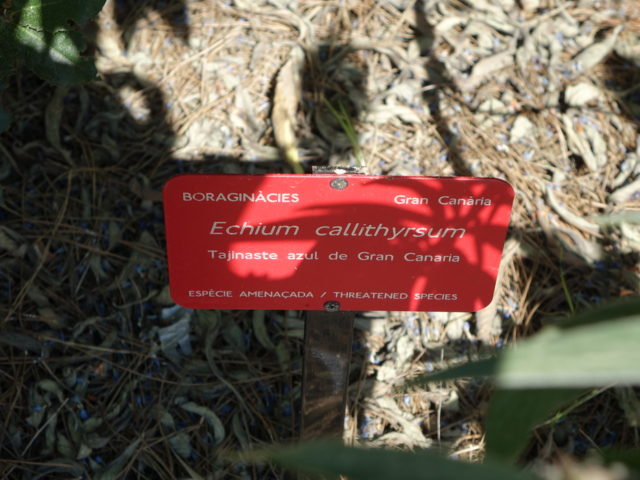 BORAGINÀCIES Gran Canària
Echium callithyrsum
Tajinaste azul de Gran Canaria
ESPÈCIE AMENAÇADA / THREATENED SPECIES